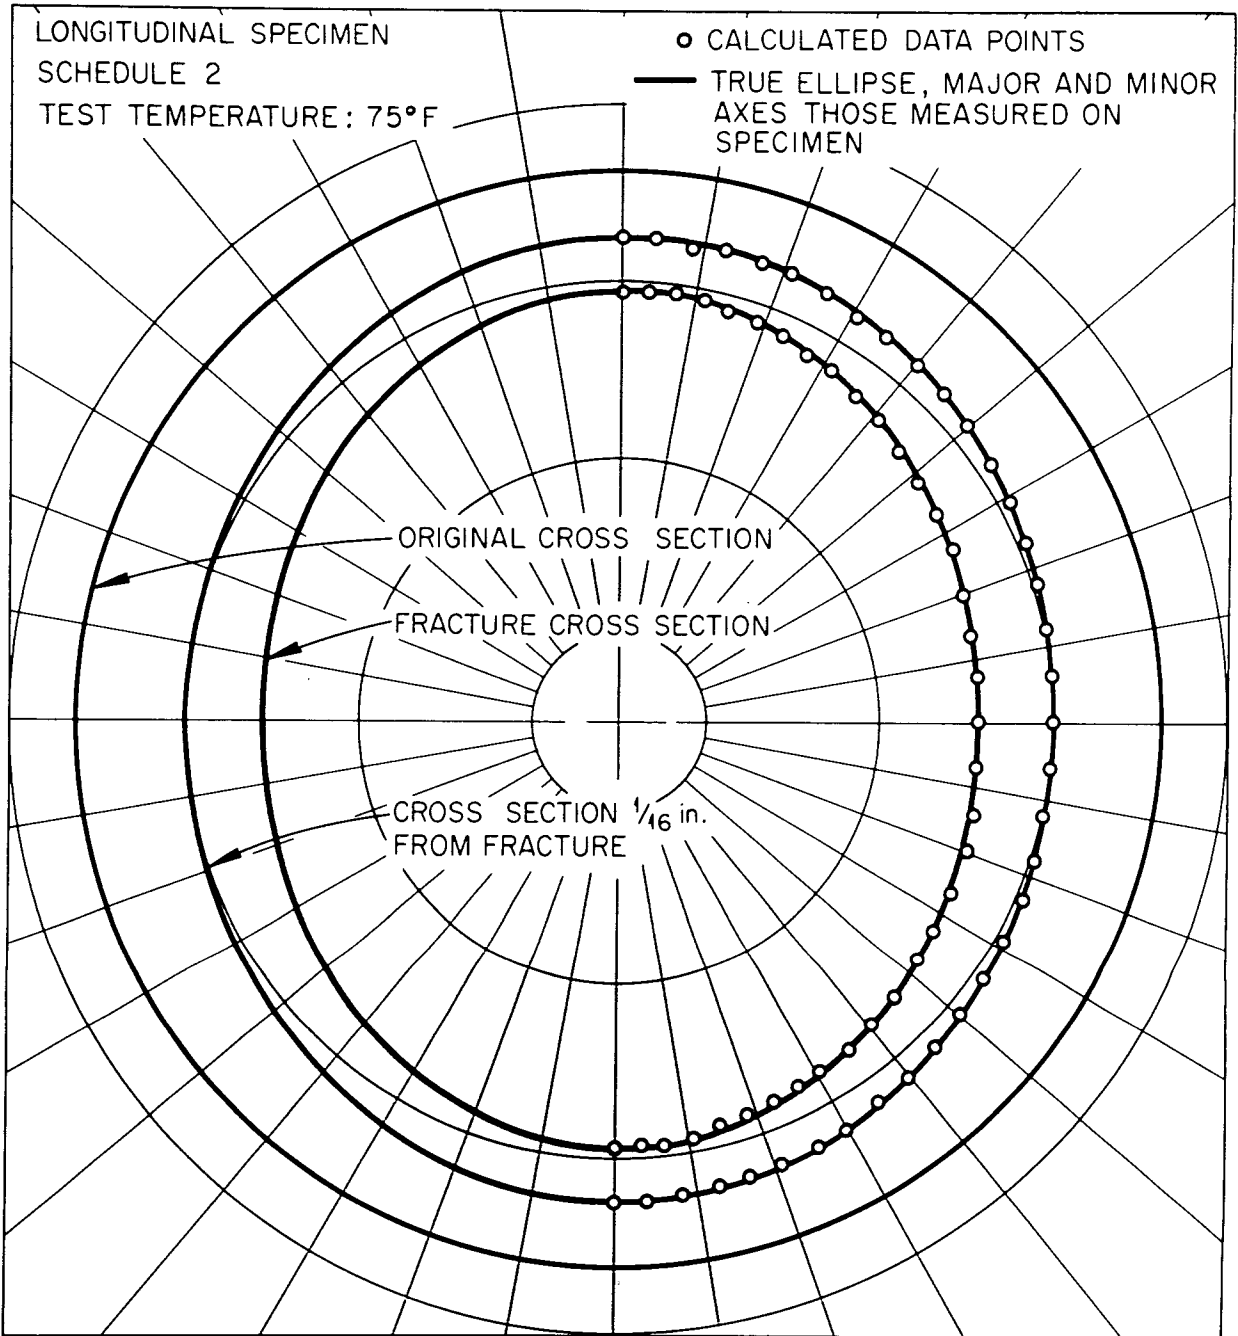 LONGITUDINAL SPECIMEN
SCHEDULE 2
TEST TEMPERATURE: 75°F
CALCULATED DATA POINTS
TRUE ELLIPSE, MAJOR AND MINOR
AXES THOSE MEASURED ON
SPECIMEN
ORIGINAL CROSS SECTION
FRACTURE CROSS SECTION
CROSS SECTION 1/16 in.
FROM FRACTURE